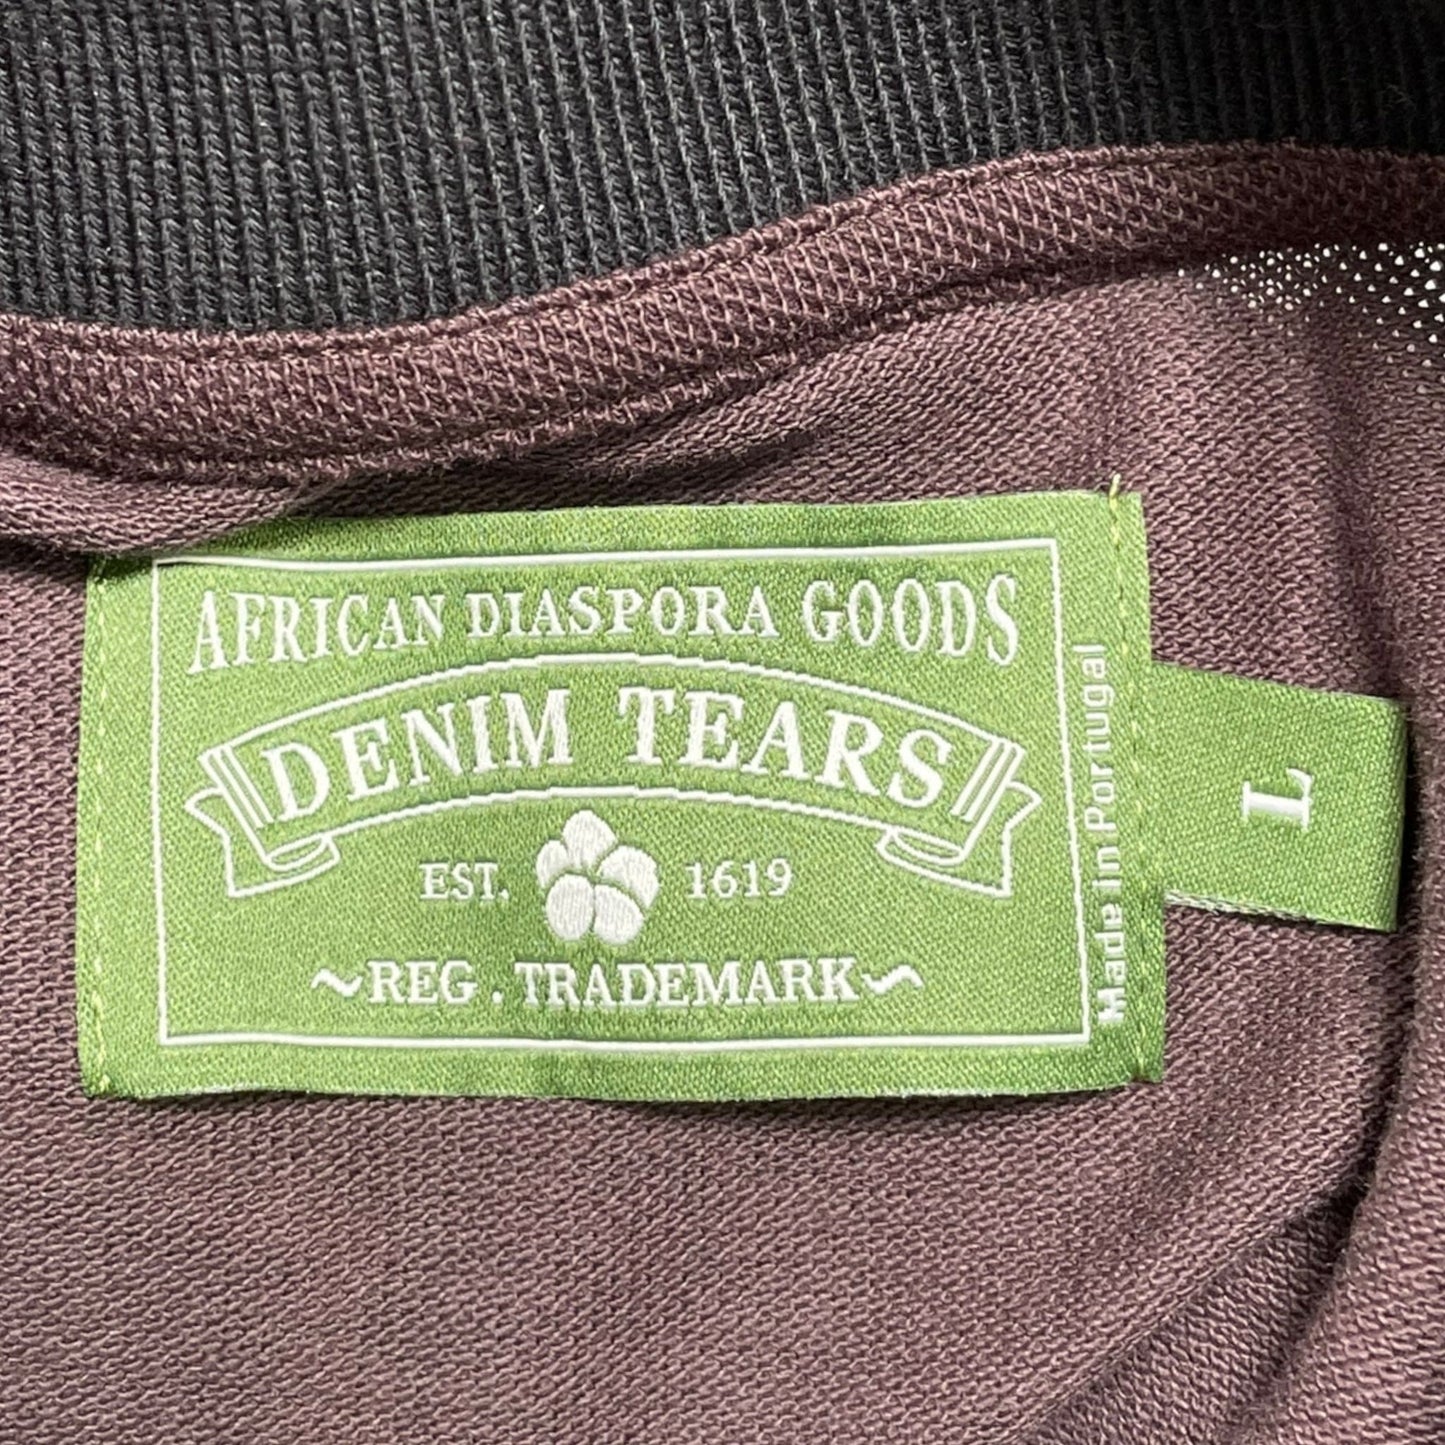 AFRICAN DIASPORA GOODS
DENIM TEARS
EST. 1619
~REG. TRADEMARK~
Made in Portugal
L